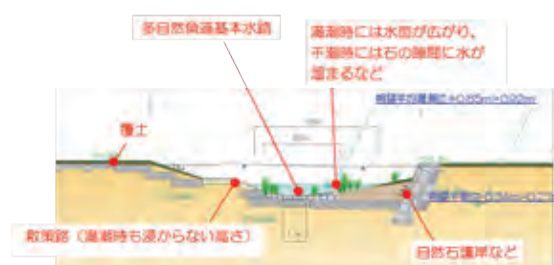 多自然魚道基本水路
満潮時には水面が広がり、
干潮時には石の隙間に水が
溜まるなど
覆土
散策路（満潮時も浸からない高さ）
自然石護岸など